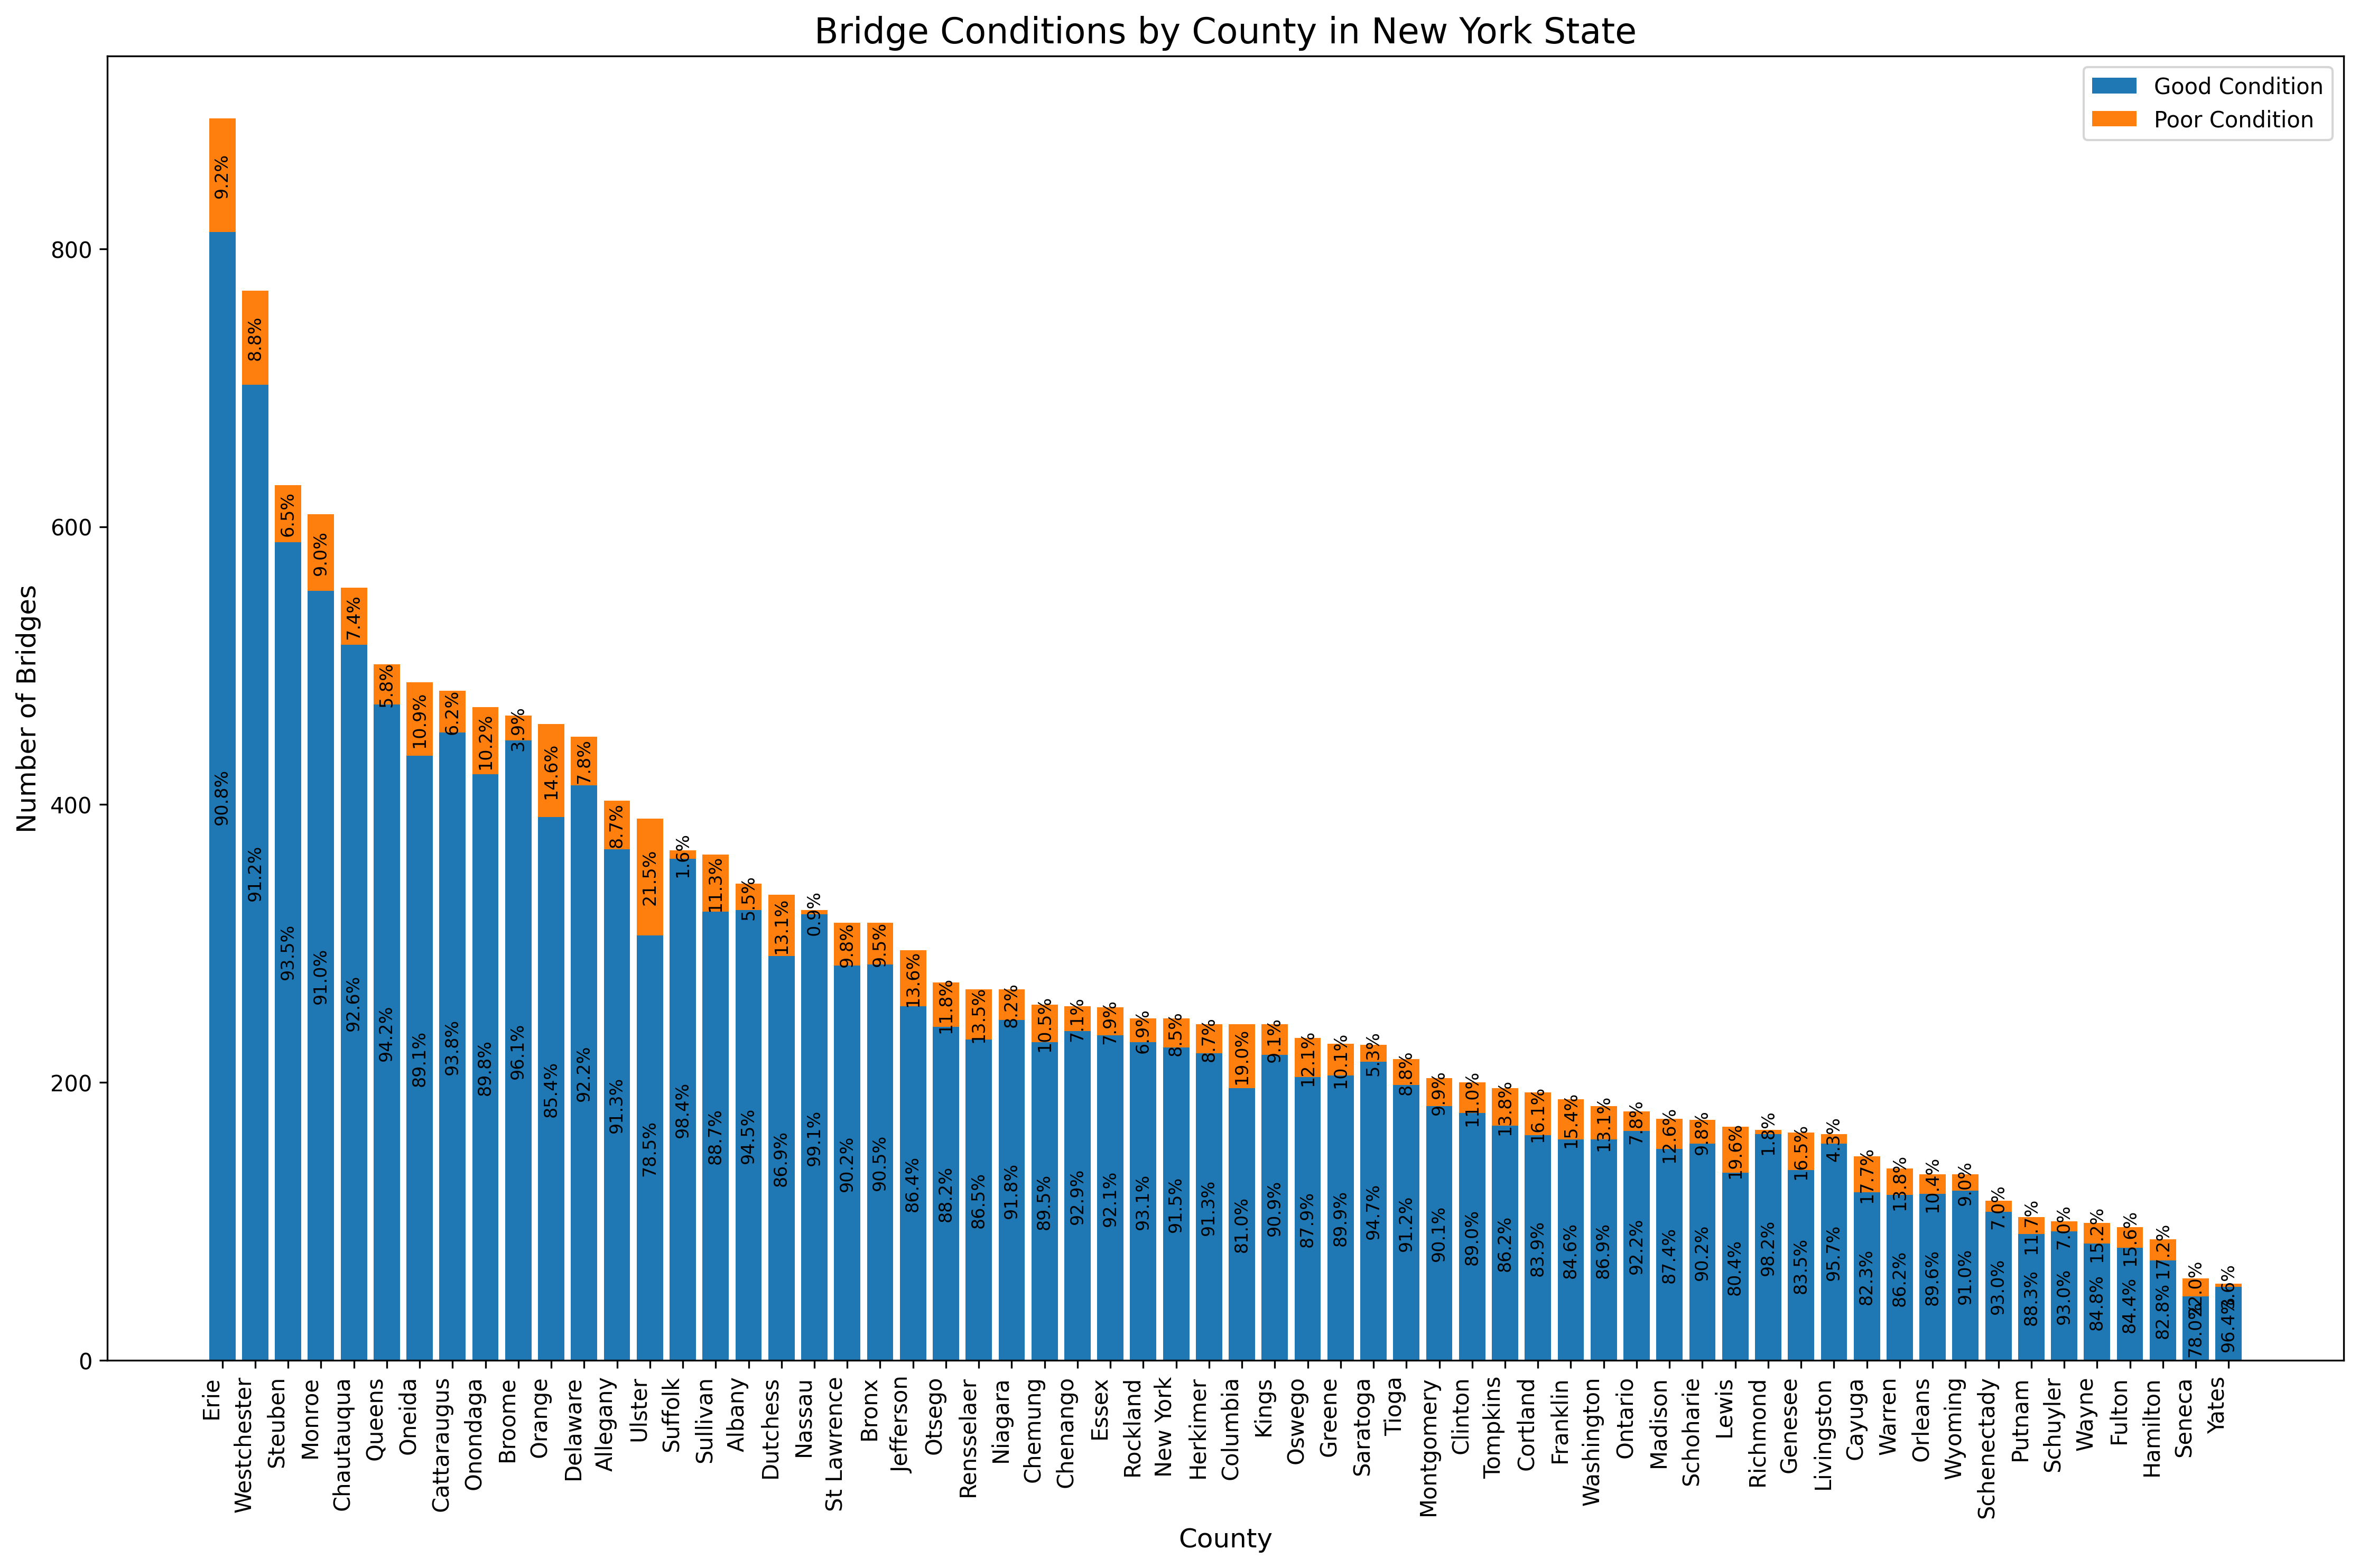 Bridge Conditions by County in New York State
Good Condition
Poor Condition
Number of Bridges
800
600
400
200
0
9.2%
8.8%
6.5%
9.0%
7.4%
5.8%
10.9%
6.2%
10.2%
3.9%
14.6%
7.8%
8.7%
21.5%
1.6%
11.3%
5.5%
13.1%
0.9%
9.8%
9.5%
13.6%
11.8%
13.5%
8.2%
10.5%
7.1%
7.9%
6.9%
8.5%
8.7%
19.0%
9.1%
12.1%
10.1%
5.3%
8.8%
9.9%
11.0%
13.8%
16.1%
15.4%
13.1%
7.8%
12.6%
9.8%
19.6%
1.8%
16.5%
4.3%
17.7%
13.8%
10.4%
9.0%
7.0%
11.7%
7.0%
15.2%
15.6%
17.2%
22.0%
3.6%
90.8%
91.2%
93.5%
91.0%
92.6%
94.2%
89.1%
93.8%
89.8%
96.1%
85.4%
92.2%
91.3%
78.5%
98.4%
88.7%
94.5%
86.9%
99.1%
90.2%
90.5%
86.4%
88.2%
86.5%
91.8%
89.5%
92.9%
92.1%
93.1%
91.5%
91.3%
81.0%
90.9%
87.9%
89.9%
94.7%
91.2%
90.1%
89.0%
86.2%
83.9%
84.6%
86.9%
92.2%
87.4%
90.2%
80.4%
98.2%
83.5%
95.7%
82.3%
86.2%
89.6%
91.0%
93.0%
88.3%
93.0%
84.8%
84.4%
82.8%
78.0%
96.4%
Erie
Westchester
Steuben
Monroe
Chautauqua
Queens
Oneida
Cattaraugus
Onondaga
Broome
Orange
Delaware
Allegany
Ulster
Suffolk
Sullivan
Albany
Dutchess
Nassau
St Lawrence
Bronx
Jefferson
Otsego
Rensselaer
Niagara
Chemung
Chenango
Essex
Rockland
New York
Herkimer
Columbia
Kings
Oswego
Greene
Saratoga
Tioga
Montgomery
Clinton
Tompkins
Cortland
Franklin
Washington
Ontario
Madison
Schoharie
Lewis
Richmond
Genesee
Livingston
Cayuga
Warren
Orleans
Wyoming
Schenectady
Putnam
Schuyler
Wayne
Fulton
Hamilton
Seneca
Yates
County